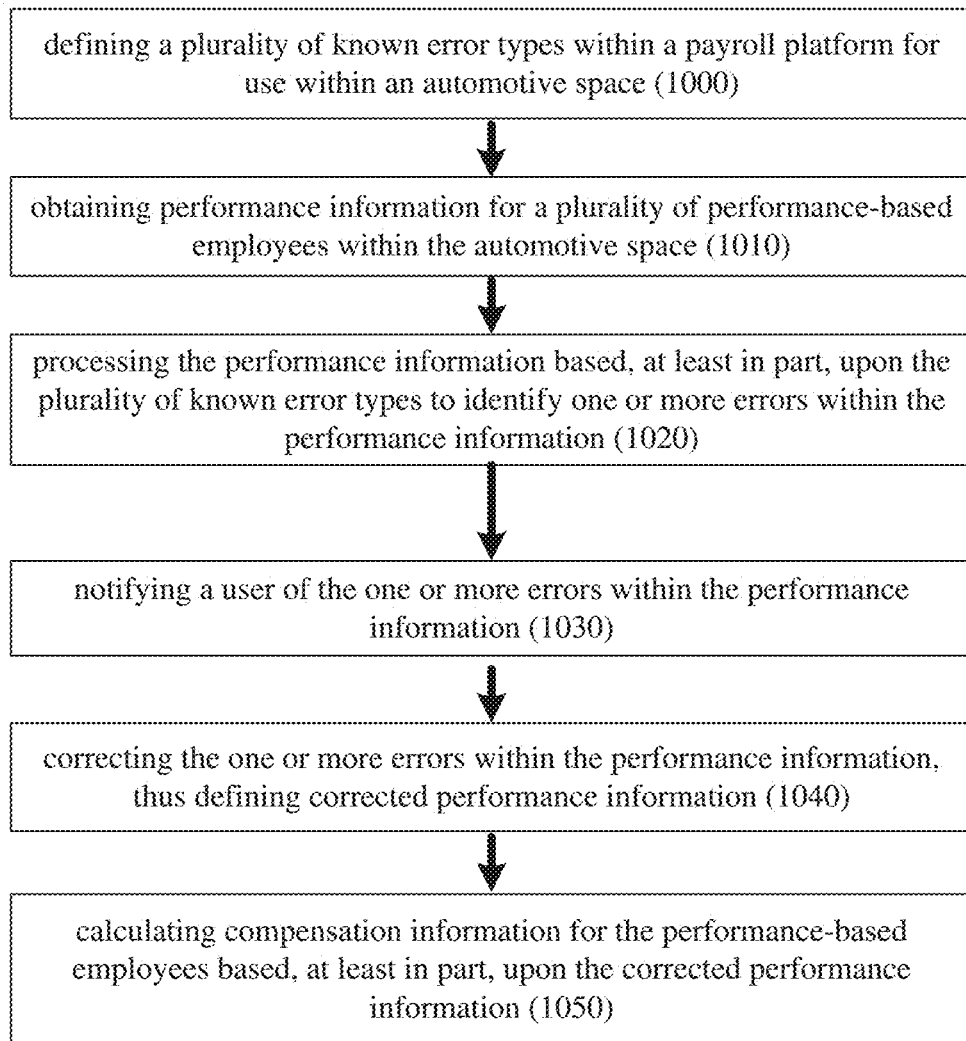 defining a plurality of known error types within a payroll platform for
use within an automotive space (1000)
obtaining performance information for a plurality of performance-based
employees within the automotive space (1010)
processing the performance information based, at least in part, upon the
plurality of known error types to identify one or more errors within the
performance information (1020)
notifying a user of the one or more errors within the performance
information (1030)
correcting the one or more errors within the performance information,
thus defining corrected performance information (1040)
calculating compensation information for the performance-based
employees based, at least in part, upon the corrected performance
information (1050)